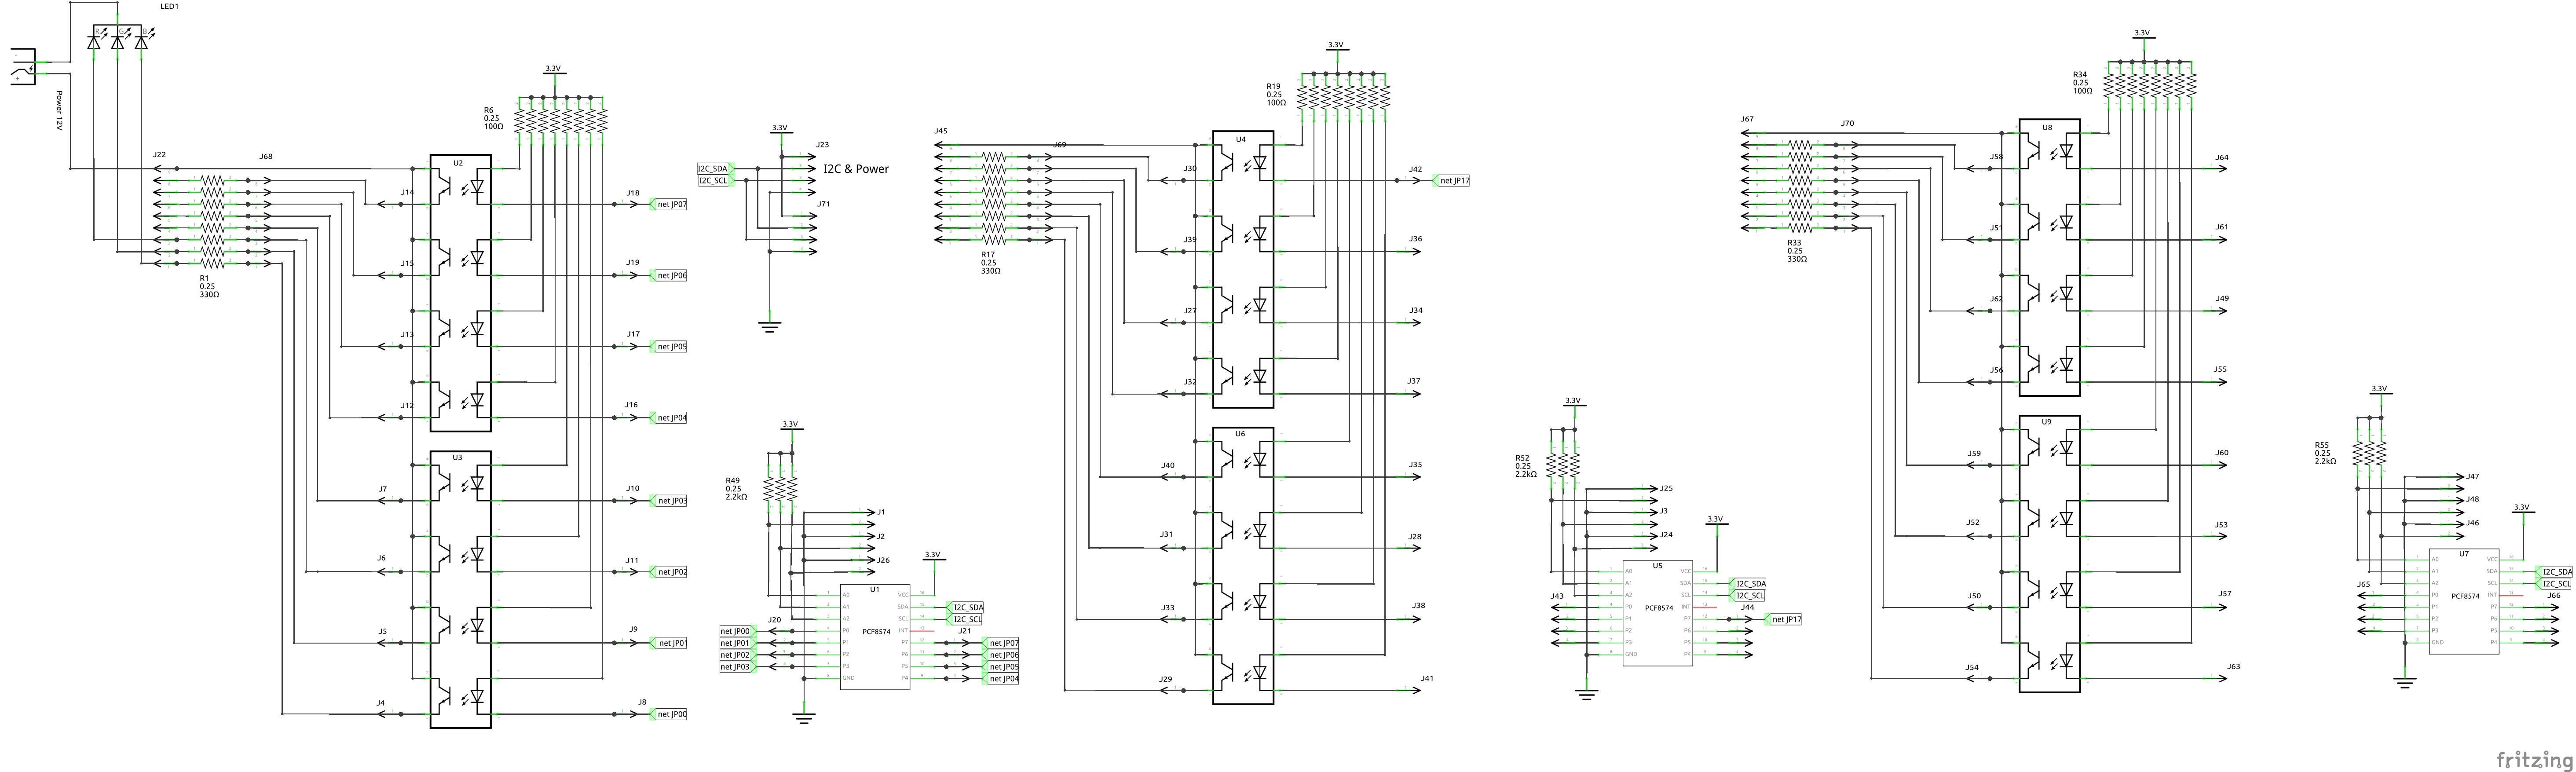 LED1
R
G
B
-
+
Power 12V
J22
J68
R1
0.25
330Ω
3.3V
R6
0.25
100Ω
U2
J14
J15
J13
J12
J18
net JP07
J19
net JP06
J17
net JP05
J16
net JP04
U3
J7
J6
J5
J4
J10
net JP03
J11
net JP02
J9
net JP01
J8
net JP00
3.3V
I2C_SDA
I2C_SCL
J23
I2C & Power
J71
3.3V
R49
0.25
2.2kΩ
J1
J2
J26
3.3V
U1
PCF8574
A0
A1
A2
P0
P1
P2
P3
GND
VCC
SDA
SCL
INT
P7
P6
P5
P4
I2C_SDA
I2C_SCL
J20
net JP00
net JP01
net JP02
net JP03
J21
net JP07
net JP06
net JP05
net JP04
J45
J69
R17
0.25
330Ω
3.3V
R19
0.25
100Ω
U4
J30
J39
J27
J32
J42
net JP17
J36
J34
J37
U6
J40
J31
J33
J29
J35
J28
J38
J41
3.3V
R52
0.25
2.2kΩ
J25
J3
J24
3.3V
U5
PCF8574
A0
A1
A2
P0
P1
P2
P3
GND
VCC
SDA
SCL
INT
P7
P6
P5
P4
I2C_SDA
I2C_SCL
J43
J44
net JP17
J67
J70
R33
0.25
330Ω
3.3V
R34
0.25
100Ω
U8
J58
J51
J62
J56
J64
J61
J49
J55
U9
J59
J52
J50
J54
J60
J53
J57
J63
3.3V
R55
0.25
2.2kΩ
J47
J48
J46
3.3V
U7
PCF8574
A0
A1
A2
P0
P1
P2
P3
GND
VCC
SDA
SCL
INT
P7
P6
P5
P4
I2C_SDA
I2C_SCL
J65
J66
fritzing